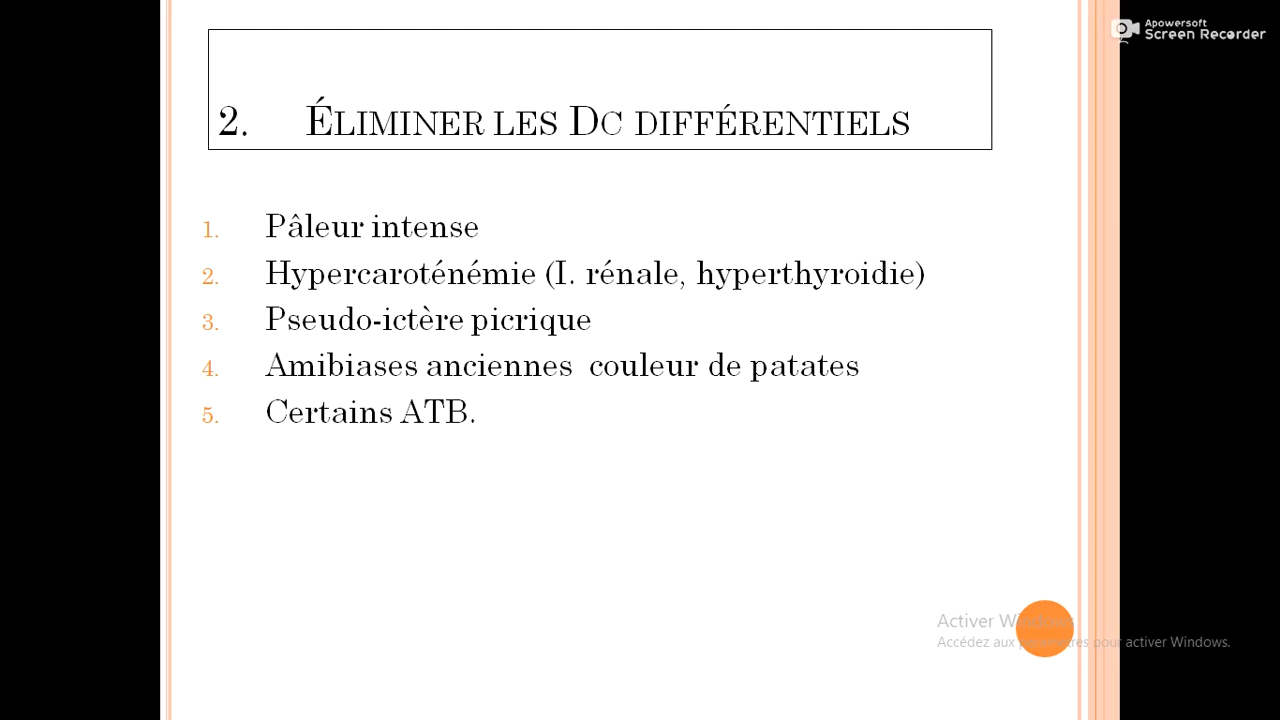 Apowersoft
Screen Recorder
2. Éliminer les Dc différentiels
1. Pâleur intense
2. Hypercaroténémie (I. rénale, hyperthyroidie)
3. Pseudo-ictère picrique
4. Amibiases anciennes couleur de patates
5. Certains ATB.
Activer Windows
Accédez aux paramètres pour activer Windows.